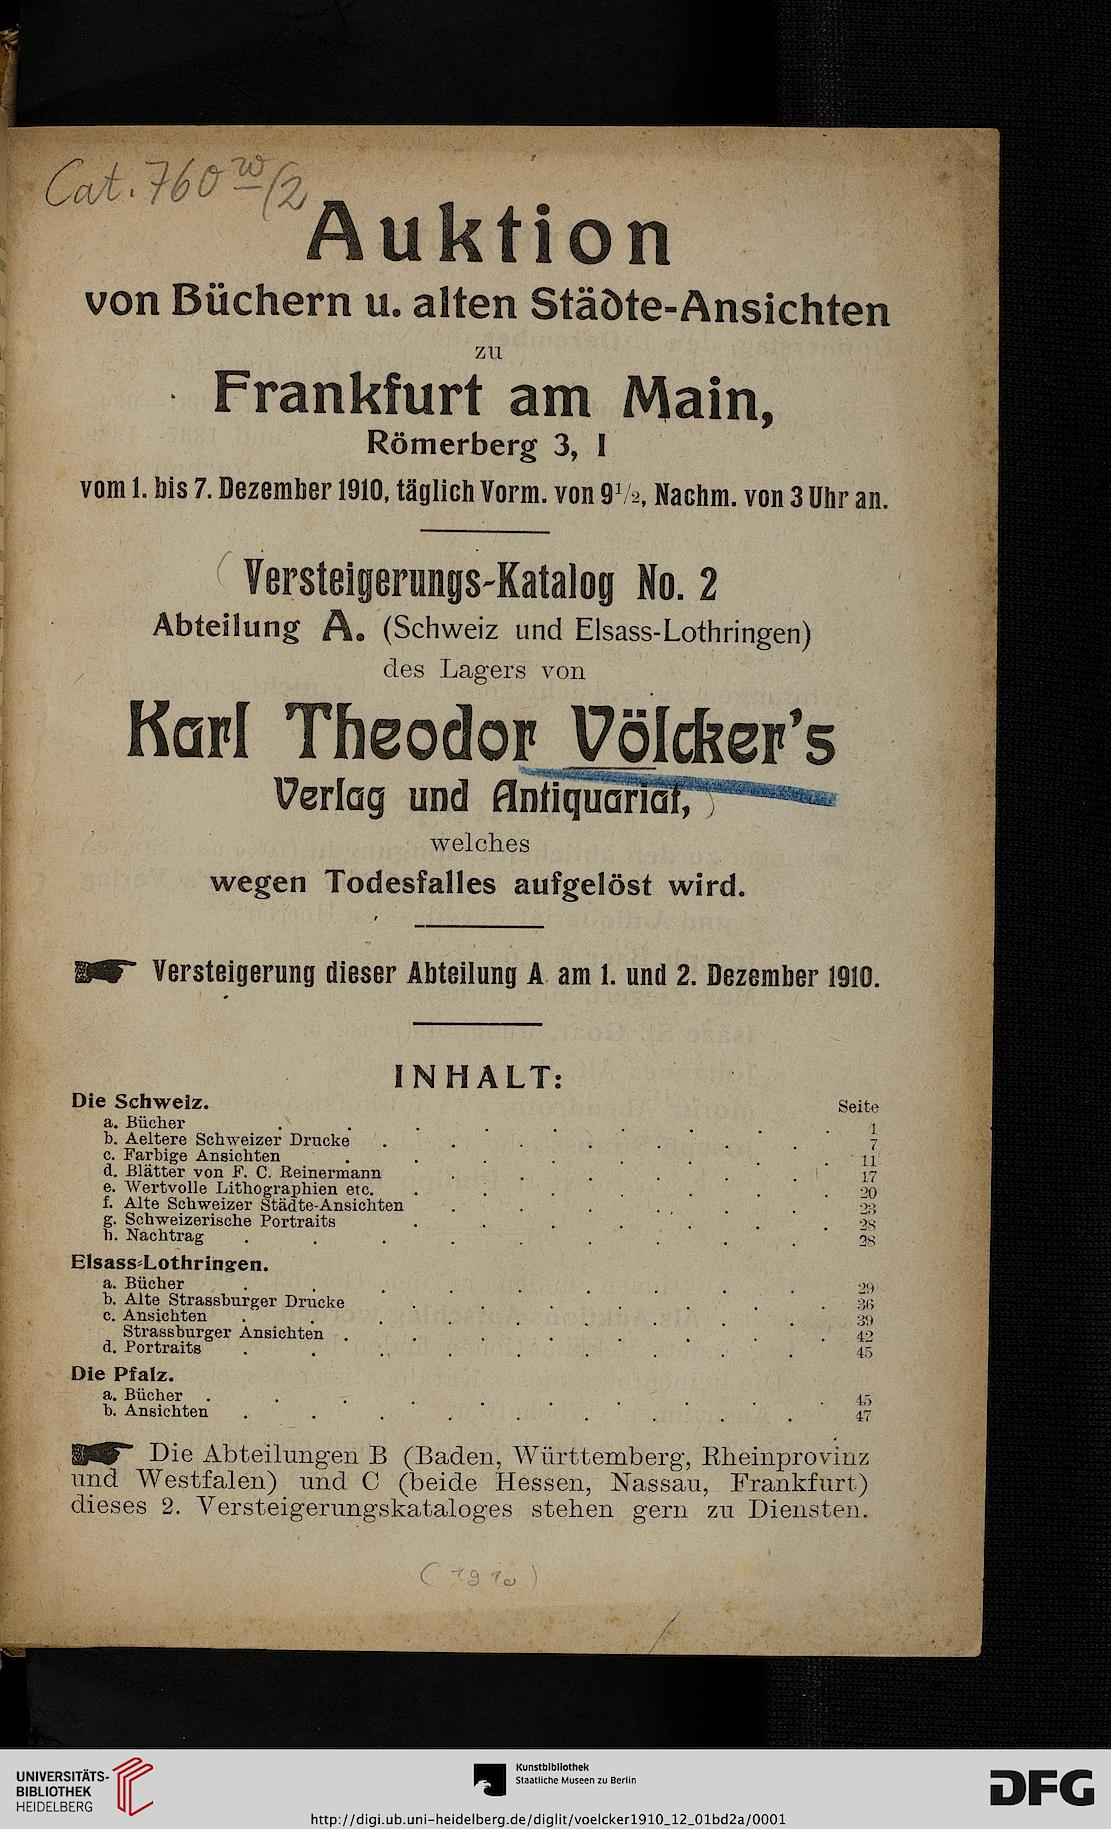 Cat. 760 w/2
Auktion
von Büchern u. alten Städte-Ansichten
zu
Frankfurt am Main,
Römerberg 3, I
vom 1. bis 7. Dezember 1910, täglich Vorm. von 9 1/2, Nachm. von 3 Uhr an.
Versteigerungs-Katalog No. 2
Abteilung A. (Schweiz und Elsass-Lothringen)
des Lagers von
Karl Theodor Völcker's
Verlag und Antiquariat,
welches
wegen Todesfalles aufgelöst wird.
Versteigerung dieser Abteilung A am 1. und 2. Dezember 1910.
INHALT:
Die Schweiz. Seite
a. Bücher . . . . . . . . . 1
b. Aeltere Schweizer Drucke . . . . . . . 7
c. Farbige Ansichten . . . . . . . . 11
d. Blätter von F. C. Reinermann . . . . . . 17
e. Wertvolle Lithographien etc. . . . . . . . 20
f. Alte Schweizer Städte-Ansichten . . . . . . 23
g. Schweizerische Portraits . . . . . . . 28
h. Nachtrag . . . . . . . . . 28
Elsass-Lothringen.
a. Bücher . . . . . . . . . 29
b. Alte Strassburger Drucke . . . . . . . 36
c. Ansichten . . . . . . . . . 39
Strassburger Ansichten . . . . . . . . 42
d. Portraits . . . . . . . . . 45
Die Pfalz.
a. Bücher . . . . . . . . . . 45
b. Ansichten . . . . . . . . . 47
Die Abteilungen B (Baden, Württemberg, Rheinprovinz
und Westfalen) und C (beide Hessen, Nassau, Frankfurt)
dieses 2. Versteigerungskataloges stehen gern zu Diensten.
(1910)
UNIVERSITÄTS-
BIBLIOTHEK
HEIDELBERG
Kunstbibliothek
Staatliche Museen zu Berlin
DFG
http://digi.ub.uni-heidelberg.de/diglit/voelcker1910_12_01bd2a/0001